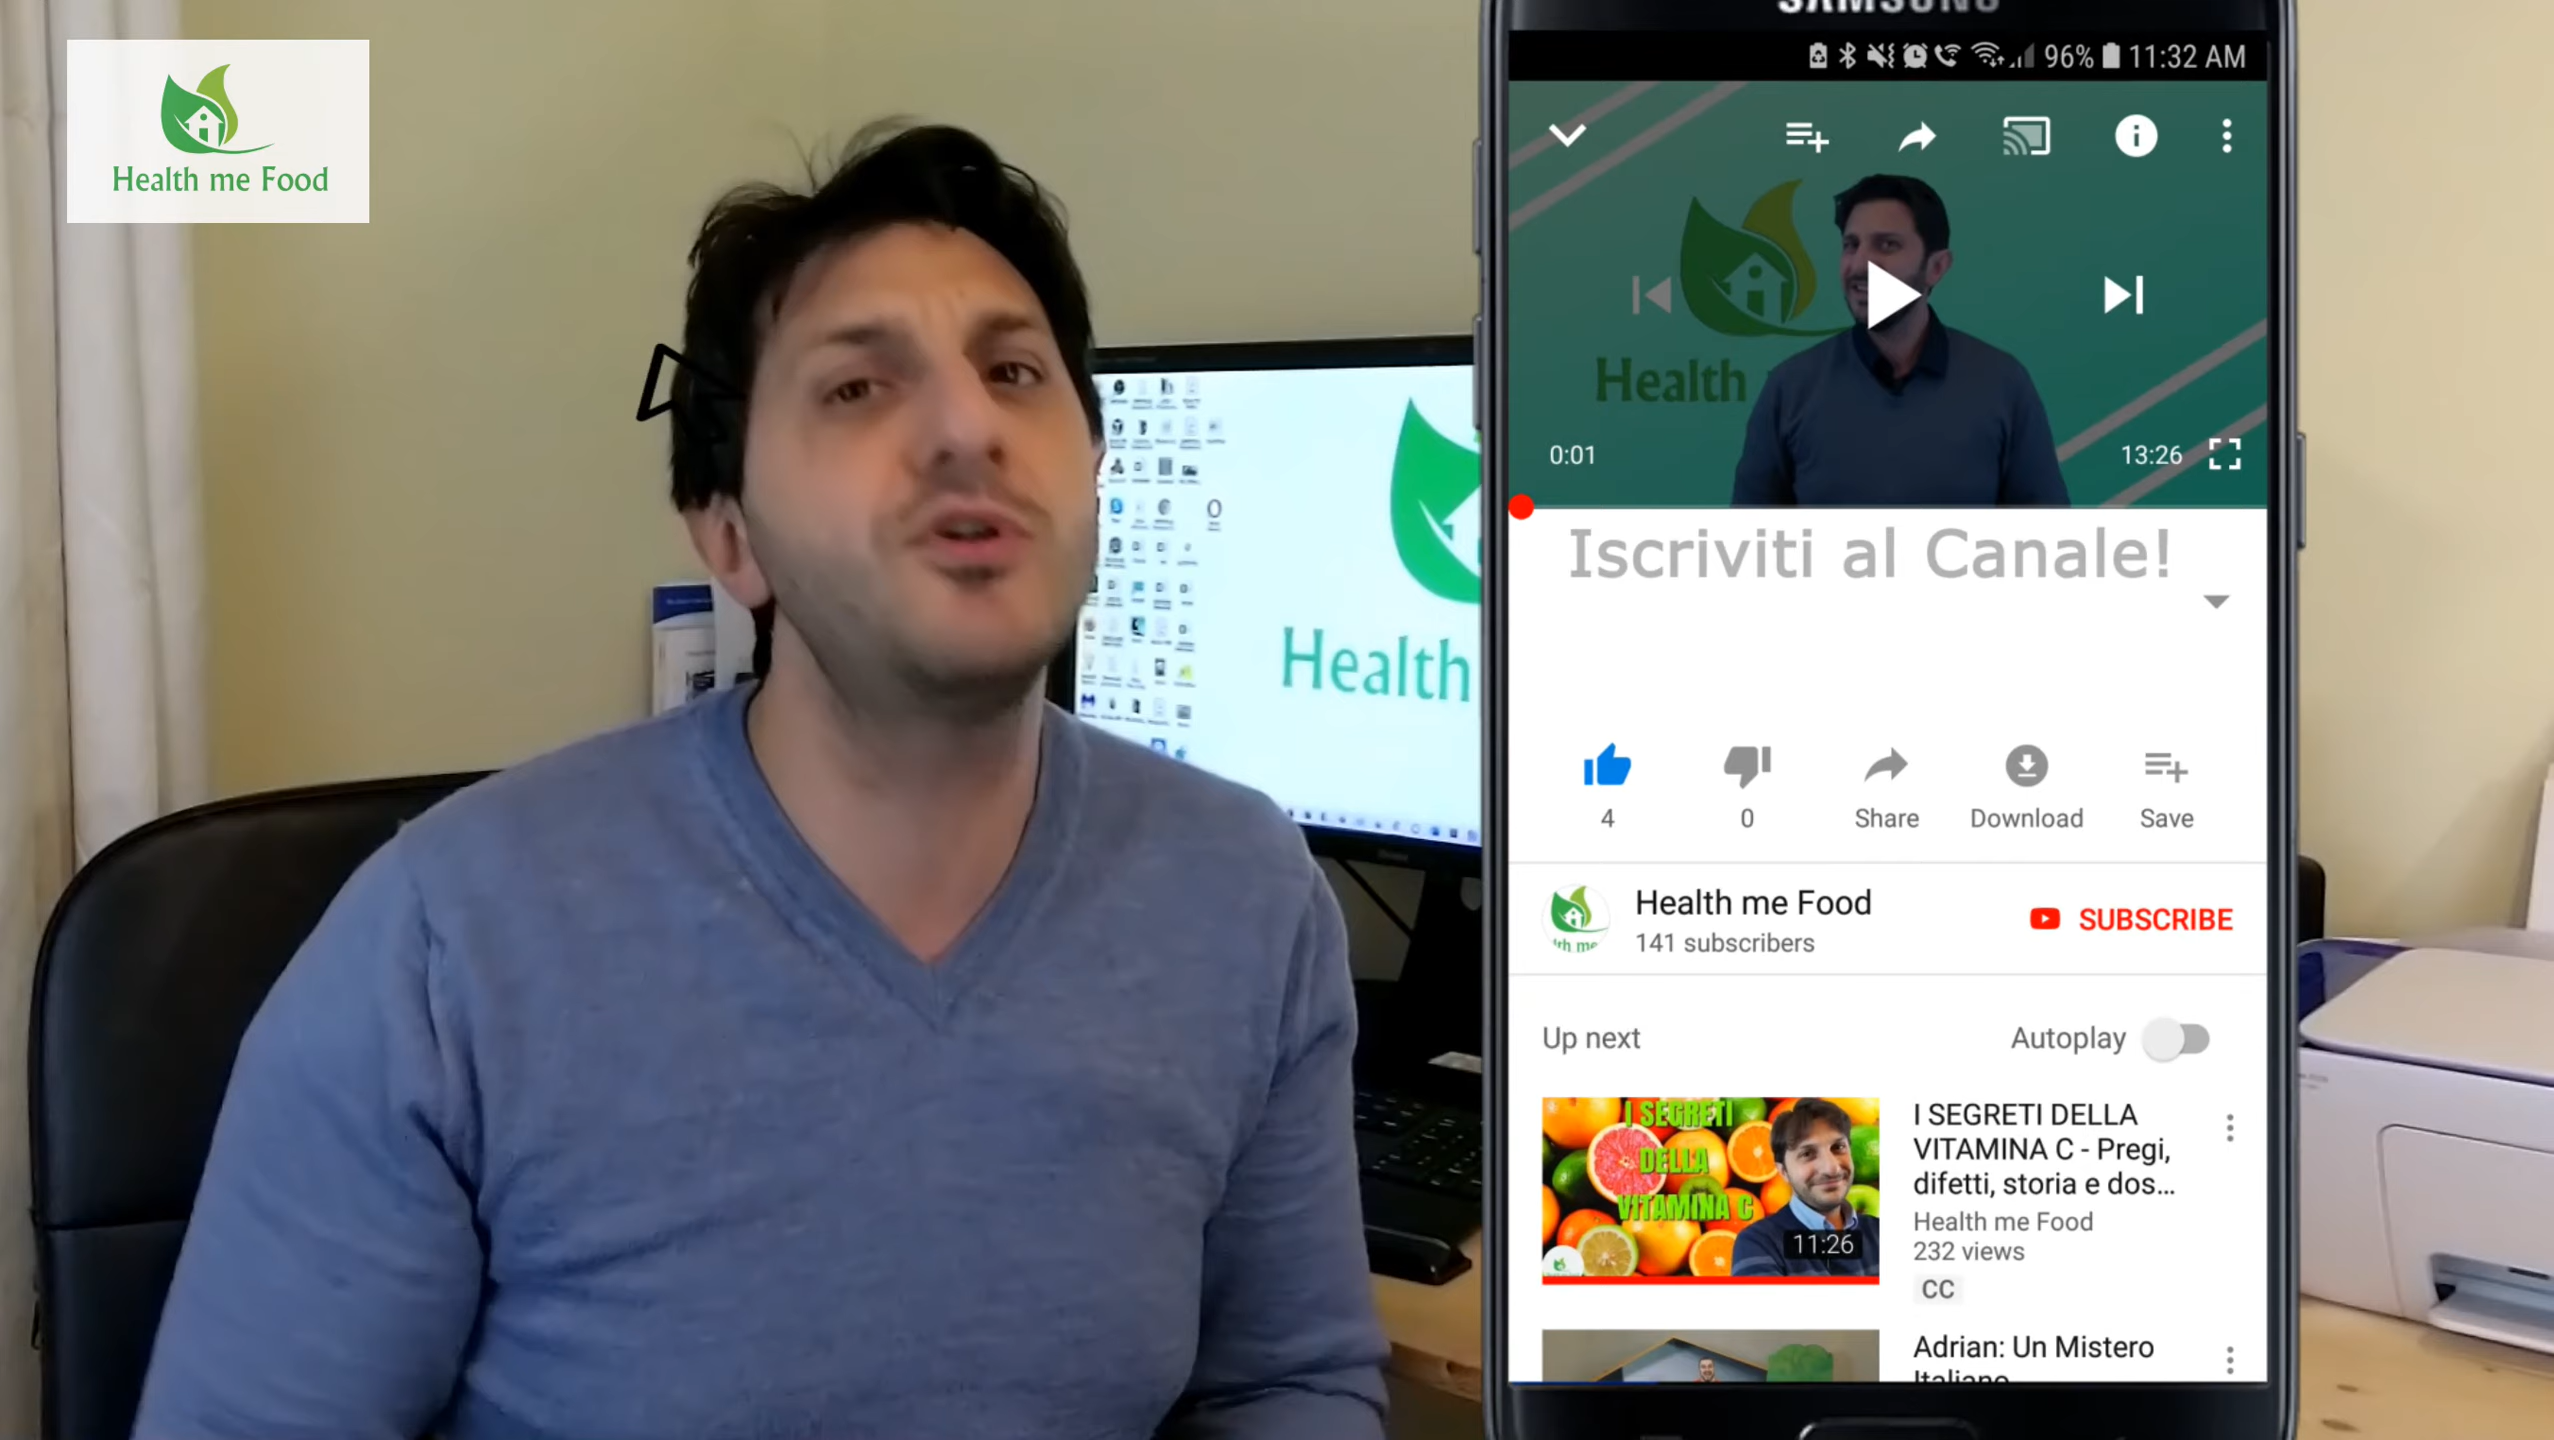 Health me Food
SAMSUNG
96% 11:32 AM
Health
0:01
13:26
Iscriviti al Canale!
Health
4
0
Share
Download
Save
Health me Food
141 subscribers
SUBSCRIBE
Up next
Autoplay
I SEGRETI
DELLA
VITAMINA C
11:26
I SEGRETI DELLA
VITAMINA C - Pregi,
difetti, storia e dos...
Health me Food
232 views
CC
Adrian: Un Mistero
Italiano